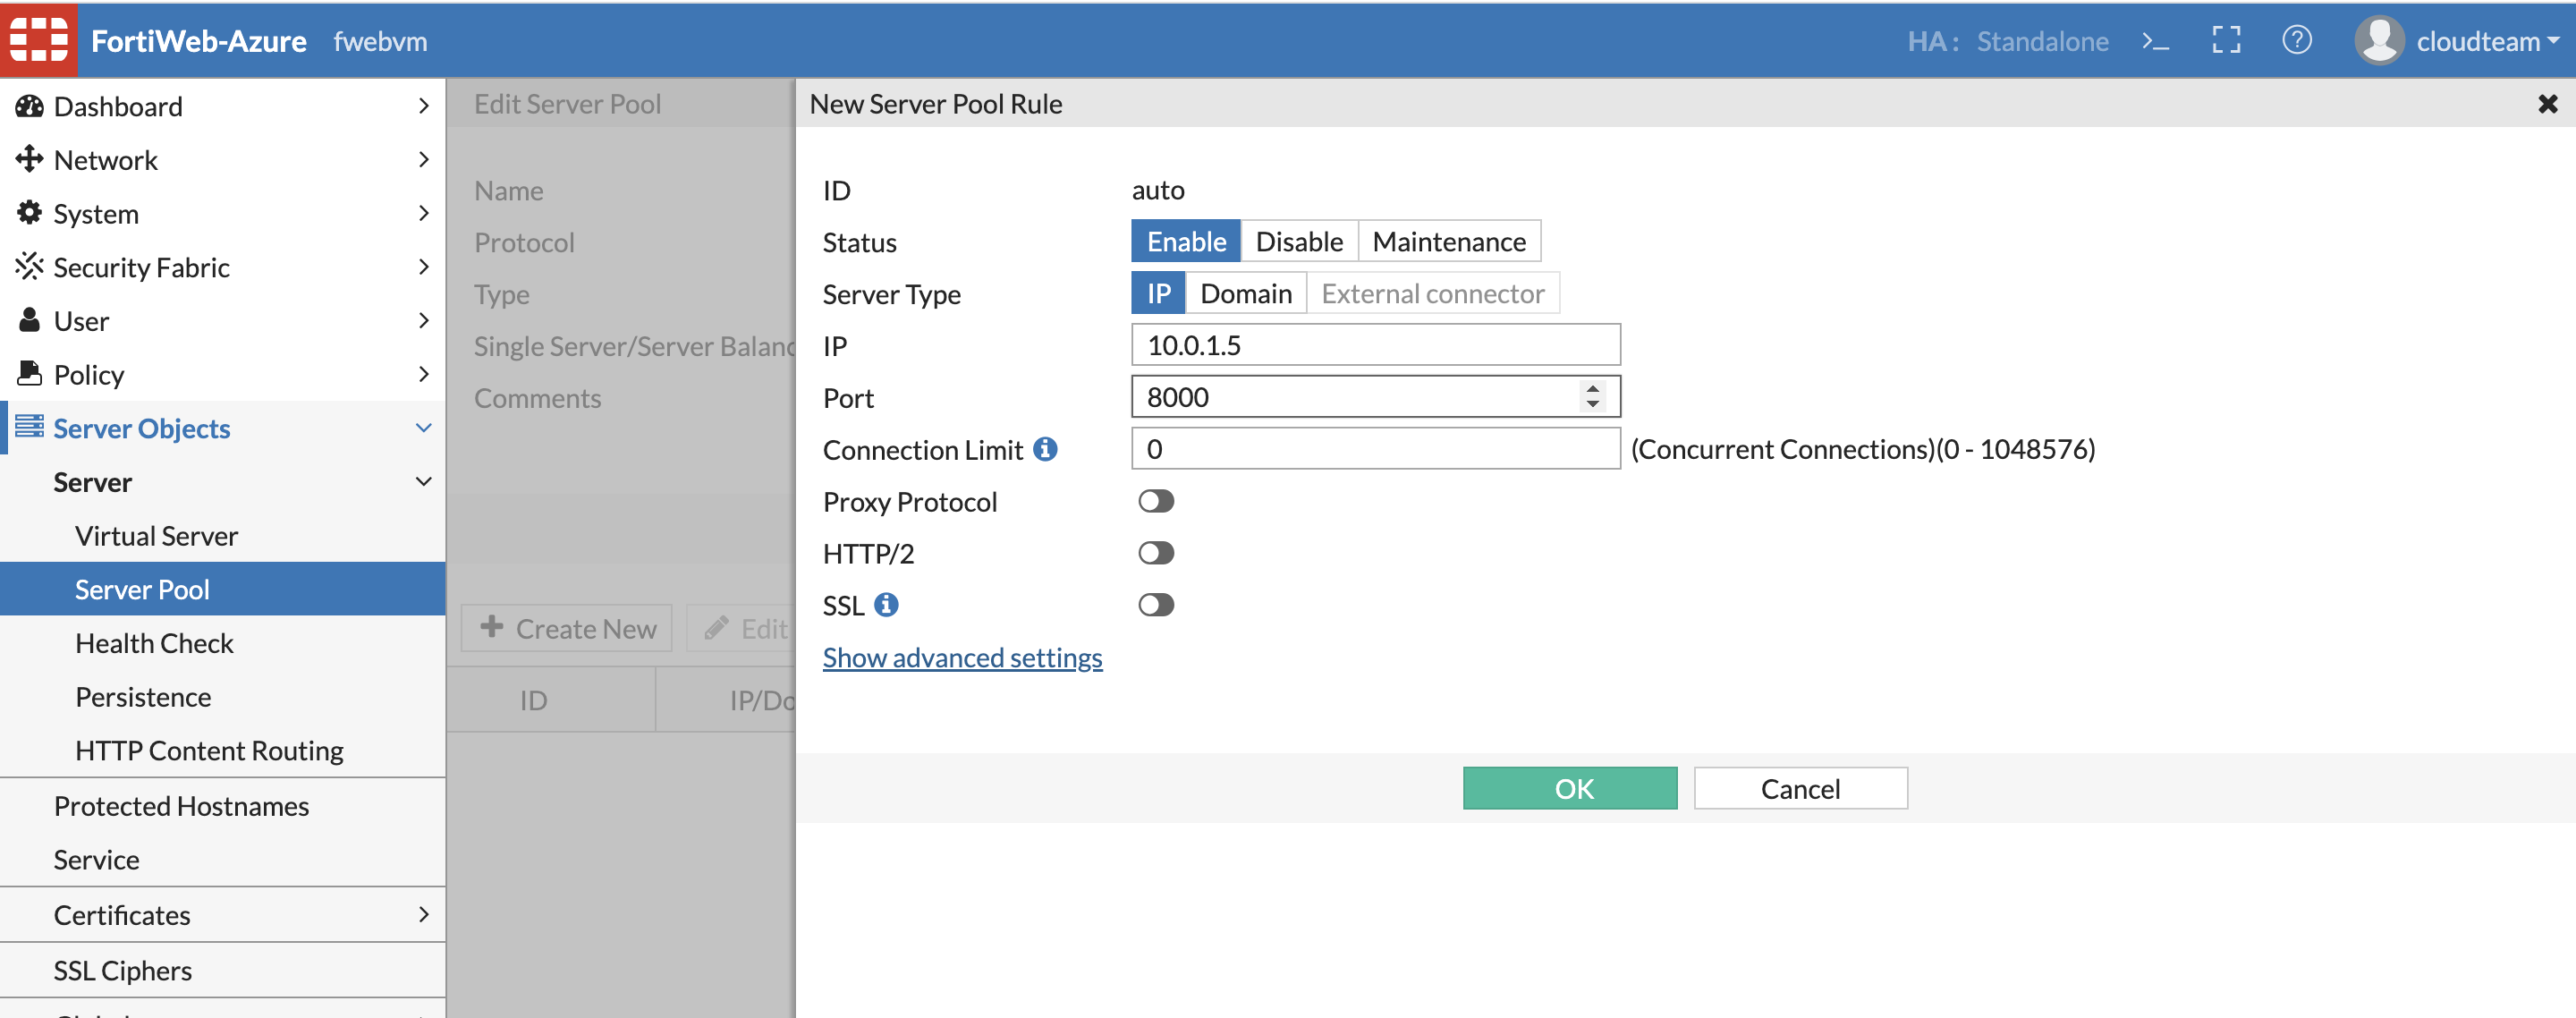 FortiWeb-Azure fwebvm HA: Standalone >_ cloudteam
Dashboard
Network
System
Security Fabric
User
Policy
Server Objects
Server
Virtual Server
Server Pool
Health Check
Persistence
HTTP Content Routing
Protected Hostnames
Service
Certificates
SSL Ciphers
Edit Server Pool
Name
Protocol
Type
Single Server/Server Balanc
Comments
Create New Edit
ID IP/Do
New Server Pool Rule
ID auto
Status Enable Disable Maintenance
Server Type IP Domain External connector
IP 10.0.1.5
Port 8000
Connection Limit 0 (Concurrent Connections)(0 - 1048576)
Proxy Protocol
HTTP/2
SSL
Show advanced settings
OK Cancel